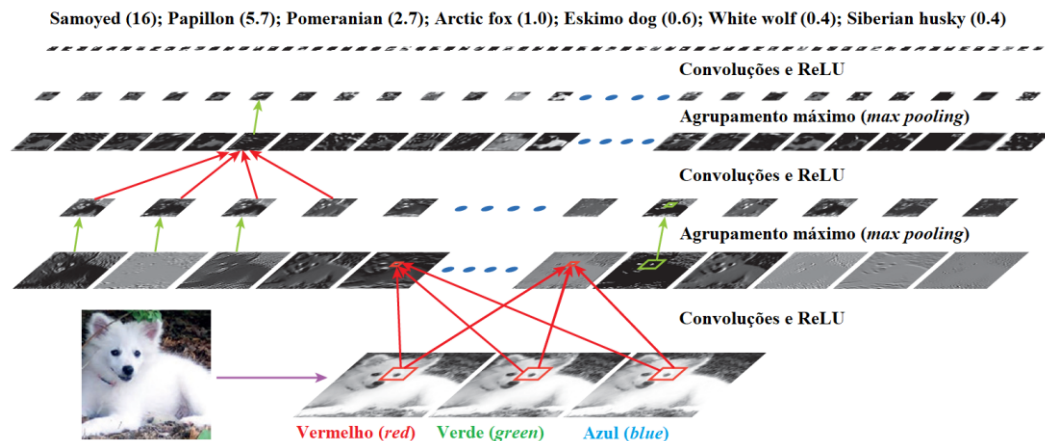 Samoyed (16); Papillon (5.7); Pomeranian (2.7); Arctic fox (1.0); Eskimo dog (0.6); White wolf (0.4); Siberian husky (0.4)
Convoluções e ReLU
Agrupamento máximo (max pooling)
Convoluções e ReLU
Agrupamento máximo (max pooling)
Convoluções e ReLU
Vermelho (red) Verde (green) Azul (blue)